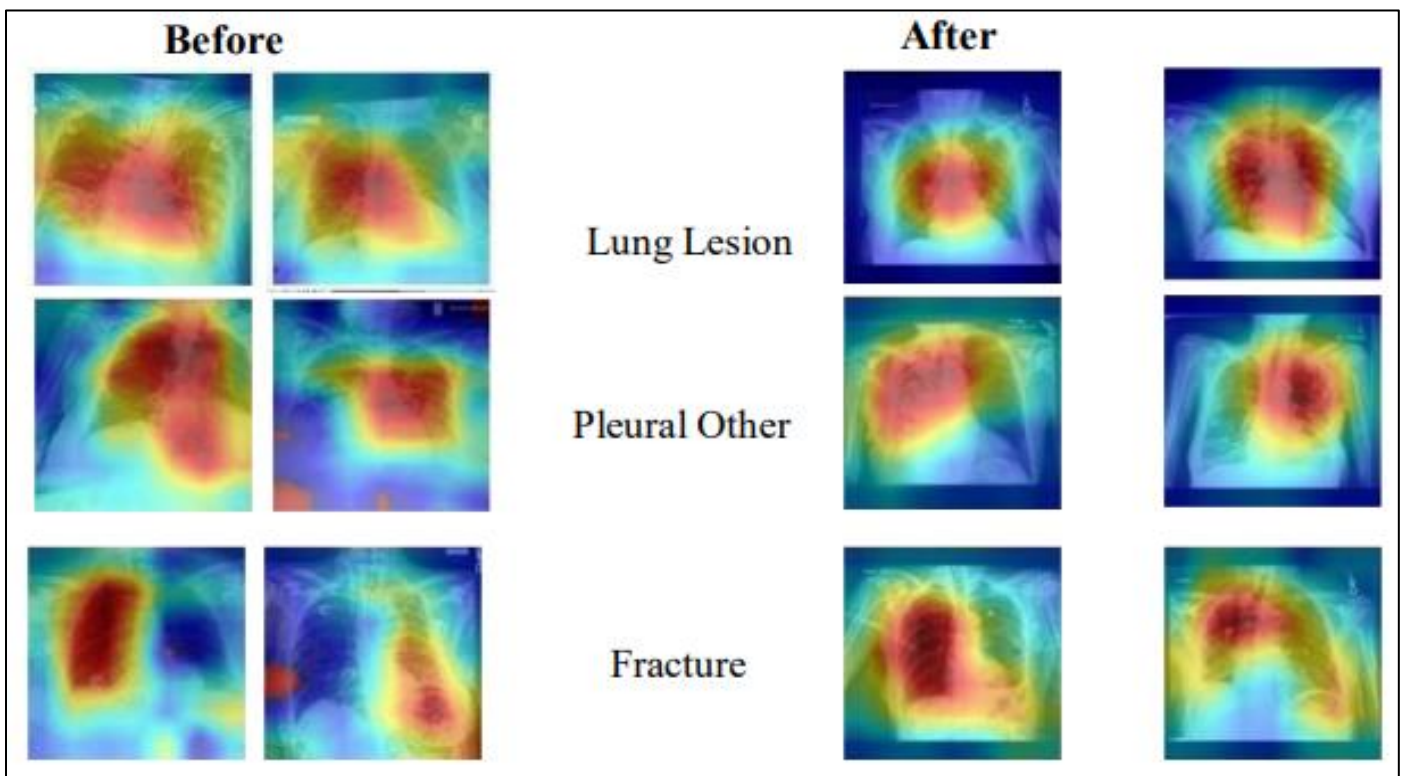 Before
After
Lung Lesion
Pleural Other
Fracture